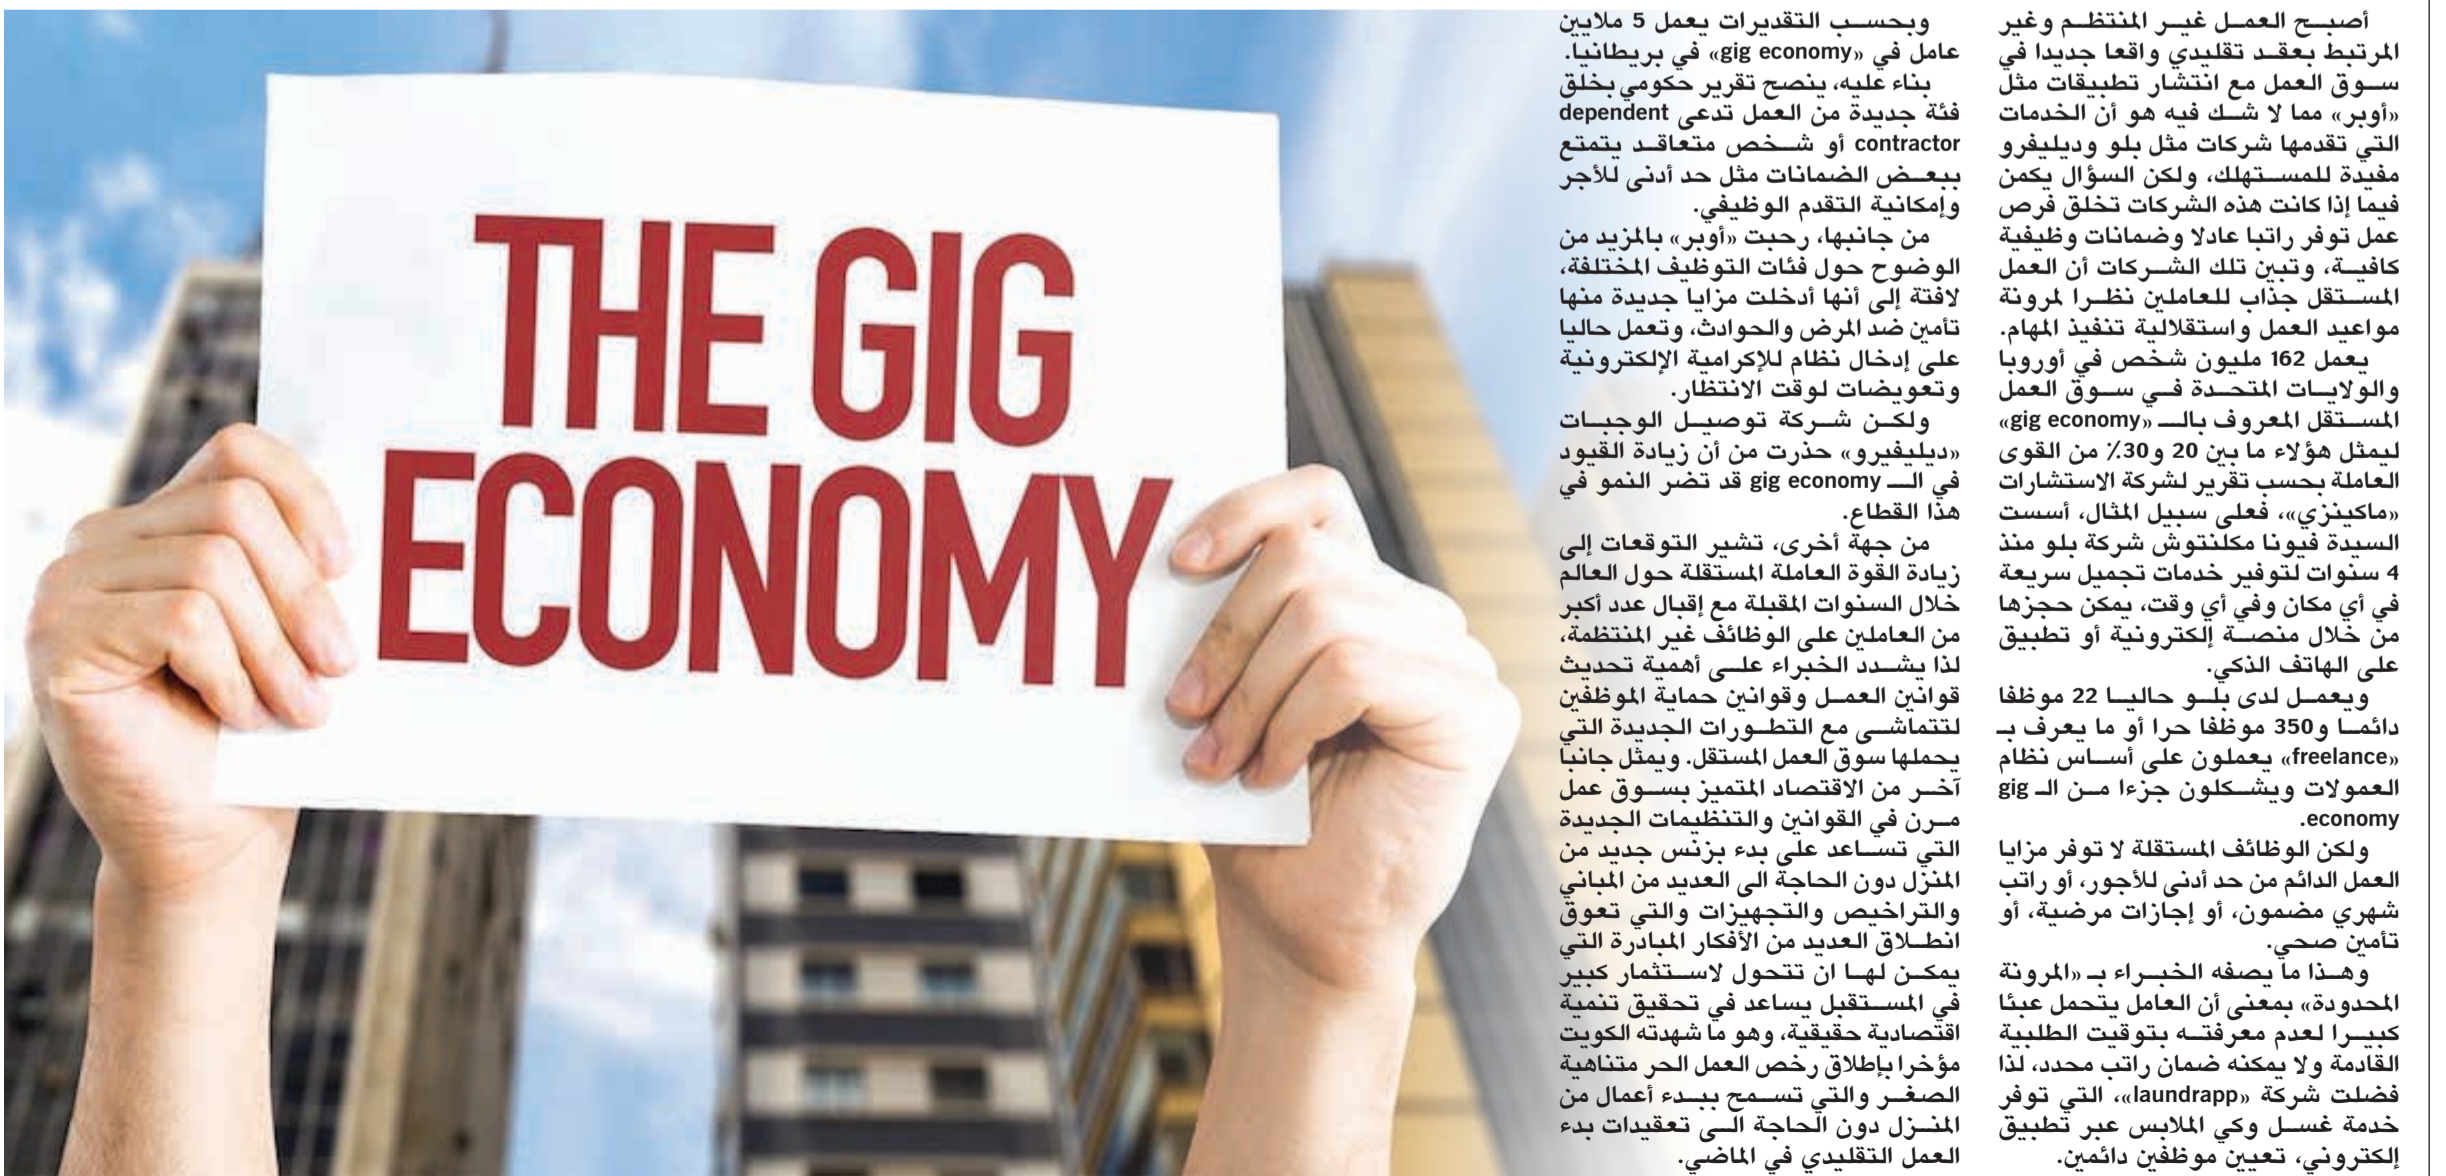 أصبح العمل غير المنتظم وغير
المرتبط بعقد تقليدي واقعا جديدا في
سوق العمل مع انتشار تطبيقات مثل
«أوبر» مما لا شك فيه هو أن الخدمات
التي تقدمها شركات مثل بلو وديليفرو
مفيدة للمستهلك، ولكن السؤال يكمن
فيما إذا كانت هذه الشركات تخلق فرص
عمل توفر راتبا عادلا وضمانات وظيفية
كافية، وتبين تلك الشركات أن العمل
المستقل جذاب للعاملين نظرا لمرونة
مواعيد العمل واستقلالية تنفيذ المهام.
يعمل 162 مليون شخص في أوروبا
والولايات المتحدة في سوق العمل
المستقل المعروف بالـ «gig economy»
ليمثل هؤلاء ما بين 20 و30٪ من القوى
العاملة بحسب تقرير لشركة الاستشارات
«ماكينزي»، فعلى سبيل المثال، أسست
السيدة فيونا مكلنتوش شركة بلو منذ
4 سنوات لتوفير خدمات تجميل سريعة
في أي مكان وفي أي وقت، يمكن حجزها
من خلال منصة إلكترونية أو تطبيق
على الهاتف الذكي.
ويعمل لدى بلو حاليا 22 موظفا
دائما و350 موظفا حرا أو ما يعرف بـ
«freelance» يعملون على أساس نظام
العمولات ويشكلون جزءا من الـ gig
economy.
ولكن الوظائف المستقلة لا توفر مزايا
العمل الدائم من حد أدنى للأجور، أو راتب
شهري مضمون، أو إجازات مرضية، أو
تأمين صحي.
وهذا ما يصفه الخبراء بـ «المرونة
المحدودة» بمعنى أن العامل يتحمل عبئا
كبيرا لعدم معرفته بتوقيت الطلبية
القادمة ولا يمكنه ضمان راتب محدد، لذا
فضلت شركة «laundrapp»، التي توفر
خدمة غسل وكي الملابس عبر تطبيق
إلكتروني، تعيين موظفين دائمين.
وبحسب التقديرات يعمل 5 ملايين
عامل في «gig economy» في بريطانيا.
بناء عليه، ينصح تقرير حكومي بخلق
فئة جديدة من العمل تدعى dependent
contractor أو شخص متعاقد يتمتع
ببعض الضمانات مثل حد أدنى للأجر
وإمكانية التقدم الوظيفي.
من جانبها، رحبت «أوبر» بالمزيد من
الوضوح حول فئات التوظيف المختلفة،
لافتة إلى أنها أدخلت مزايا جديدة منها
تأمين ضد المرض والحوادث، وتعمل حاليا
على إدخال نظام للإكرامية الإلكترونية
وتعويضات لوقت الانتظار.
ولكن شركة توصيل الوجبات
«ديليفيرو» حذرت من أن زيادة القيود
في الـ gig economy قد تضر النمو في
هذا القطاع.
من جهة أخرى، تشير التوقعات إلى
زيادة القوة العاملة المستقلة حول العالم
خلال السنوات المقبلة مع إقبال عدد أكبر
من العاملين على الوظائف غير المنتظمة،
لذا يشدد الخبراء على أهمية تحديث
قوانين العمل وقوانين حماية الموظفين
لتتماشى مع التطورات الجديدة التي
يحملها سوق العمل المستقل. ويمثل جانبا
آخر من الاقتصاد المتميز بسوق عمل
مرن في القوانين والتنظيمات الجديدة
التي تساعد على بدء بزنس جديد من
المنزل دون الحاجة الى العديد من المباني
والتراخيص والتجهيزات والتي تعوق
انطلاق العديد من الأفكار المبادرة التي
يمكن لها ان تتحول لاستثمار كبير
في المستقبل يساعد في تحقيق تنمية
اقتصادية حقيقية، وهو ما شهدته الكويت
مؤخرا بإطلاق رخص العمل الحر متناهية
الصغر والتي تسمح ببدء أعمال من
المنزل دون الحاجة الى تعقيدات بدء
العمل التقليدي في الماضي.
THE GIG
ECONOMY